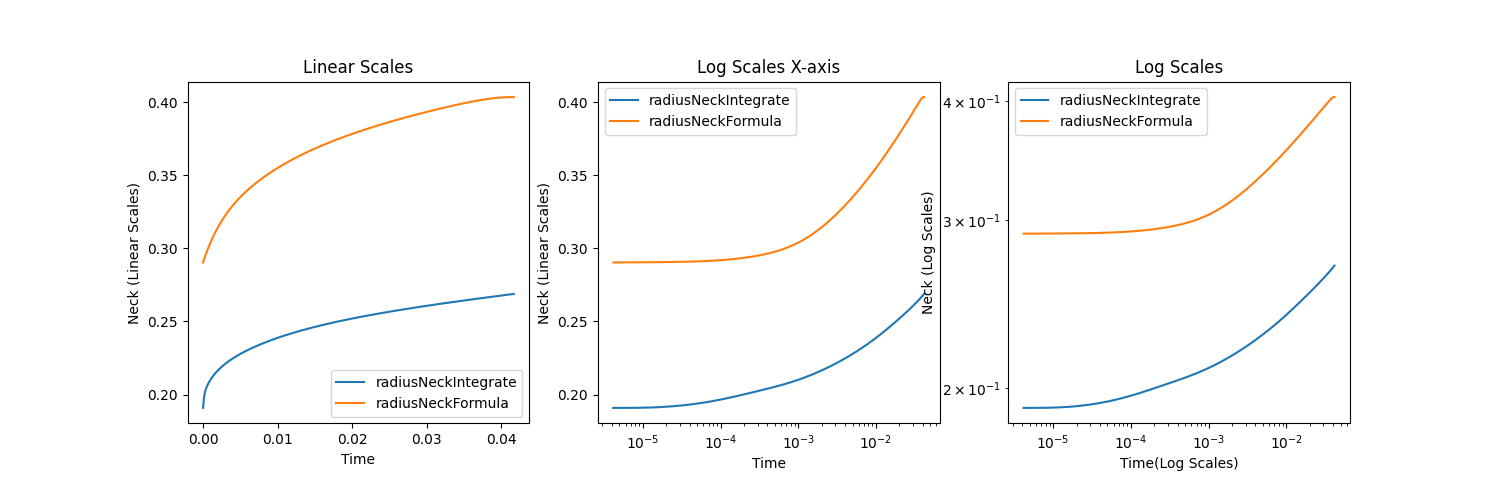 Linear Scales
Neck (Linear Scales)
0.40
0.35
0.30
0.25
0.20
radiusNeckIntegrate
radiusNeckFormula
0.00 0.01 0.02 0.03 0.04
Time
Log Scales X-axis
Neck (Linear Scales)
0.40
0.35
0.30
0.25
0.20
radiusNeckIntegrate
radiusNeckFormula
10⁻⁵ 10⁻⁴ 10⁻³ 10⁻²
Time
Log Scales
Neck (Log Scales)
4 × 10⁻¹
3 × 10⁻¹
2 × 10⁻¹
radiusNeckIntegrate
radiusNeckFormula
10⁻⁵ 10⁻⁴ 10⁻³ 10⁻²
Time(Log Scales)